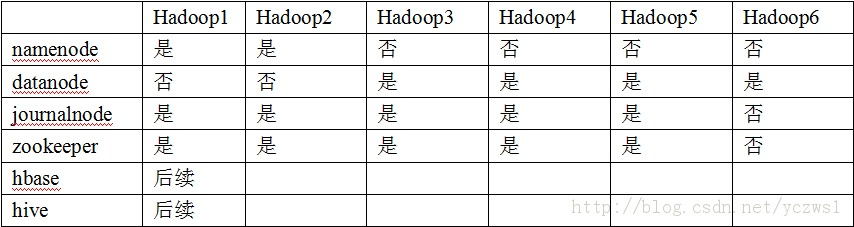 Hadoop1 Hadoop2 Hadoop3 Hadoop4 Hadoop5 Hadoop6
namenode 是 是 否 否 否 否
datanode 否 否 是 是 是 是
journalnode 是 是 是 是 是 否
zookeeper 是 是 是 是 是 否
hbase 后续
hive 后续
http://blog.csdn.net/yczws1